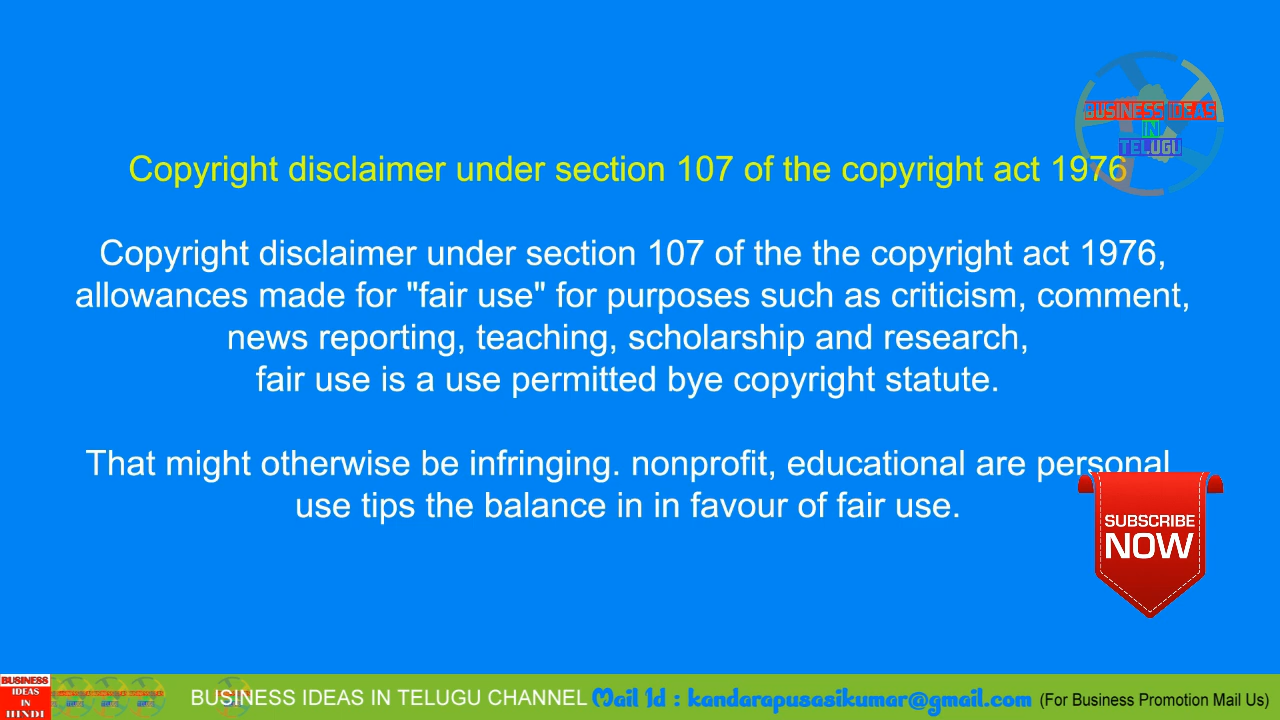 BUSINESS IDEAS
IN
TELUGU
Copyright disclaimer under section 107 of the copyright act 1976
Copyright disclaimer under section 107 of the the copyright act 1976,
allowances made for "fair use" for purposes such as criticism, comment,
news reporting, teaching, scholarship and research,
fair use is a use permitted bye copyright statute.
That might otherwise be infringing. nonprofit, educational are personal
use tips the balance in in favour of fair use.
SUBSCRIBE
NOW
BUSINESS
IDEAS
IN
HINDI
BUSINESS IDEAS IN TELUGU CHANNEL Mail Id : kandarapusasikumar@gmail.com (For Business Promotion Mail Us)